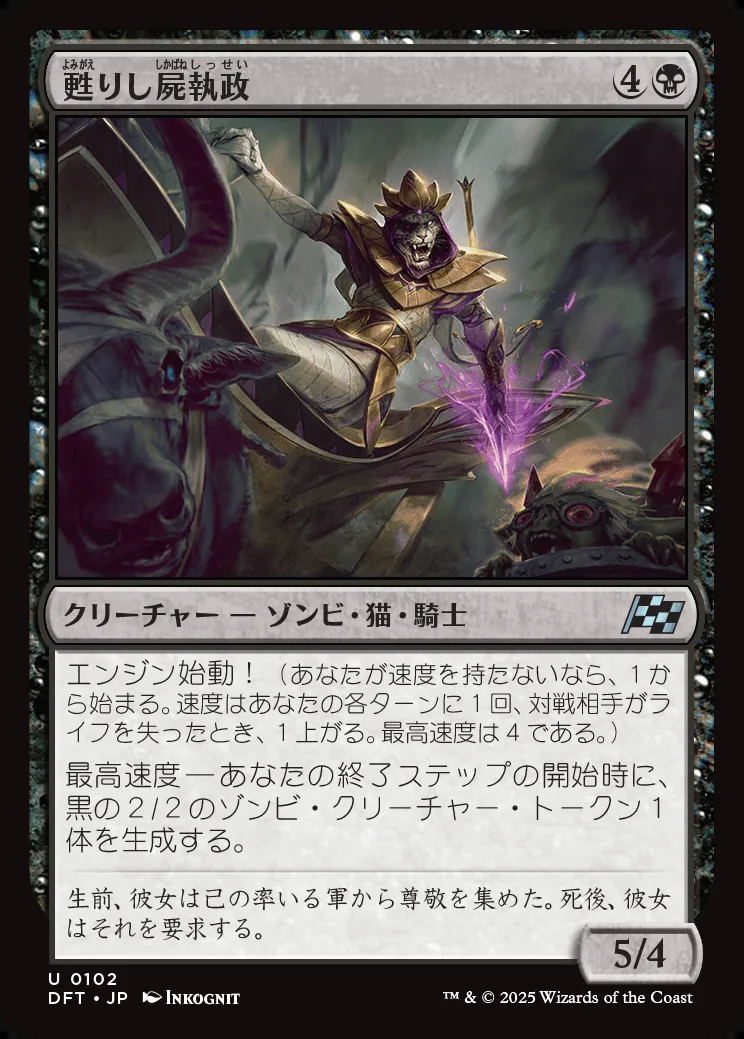 甦りし屍執政
よみがえ しかばねしっせい
4
クリーチャー — ゾンビ・猫・騎士
エンジン始動！（あなたが速度を持たないなら、1か
ら始まる。速度はあなたの各ターンに1回、対戦相手がラ
イフを失ったとき、1上がる。最高速度は4である。）
最高速度 — あなたの終了ステップの開始時に、
黒の2/2のゾンビ・クリーチャー・トークン1
体を生成する。
生前、彼女は己の率いる軍から尊敬を集めた。死後、彼女
はそれを要求する。
5/4
U 0102
DFT • JP Inkognit
™ & © 2025 Wizards of the Coast